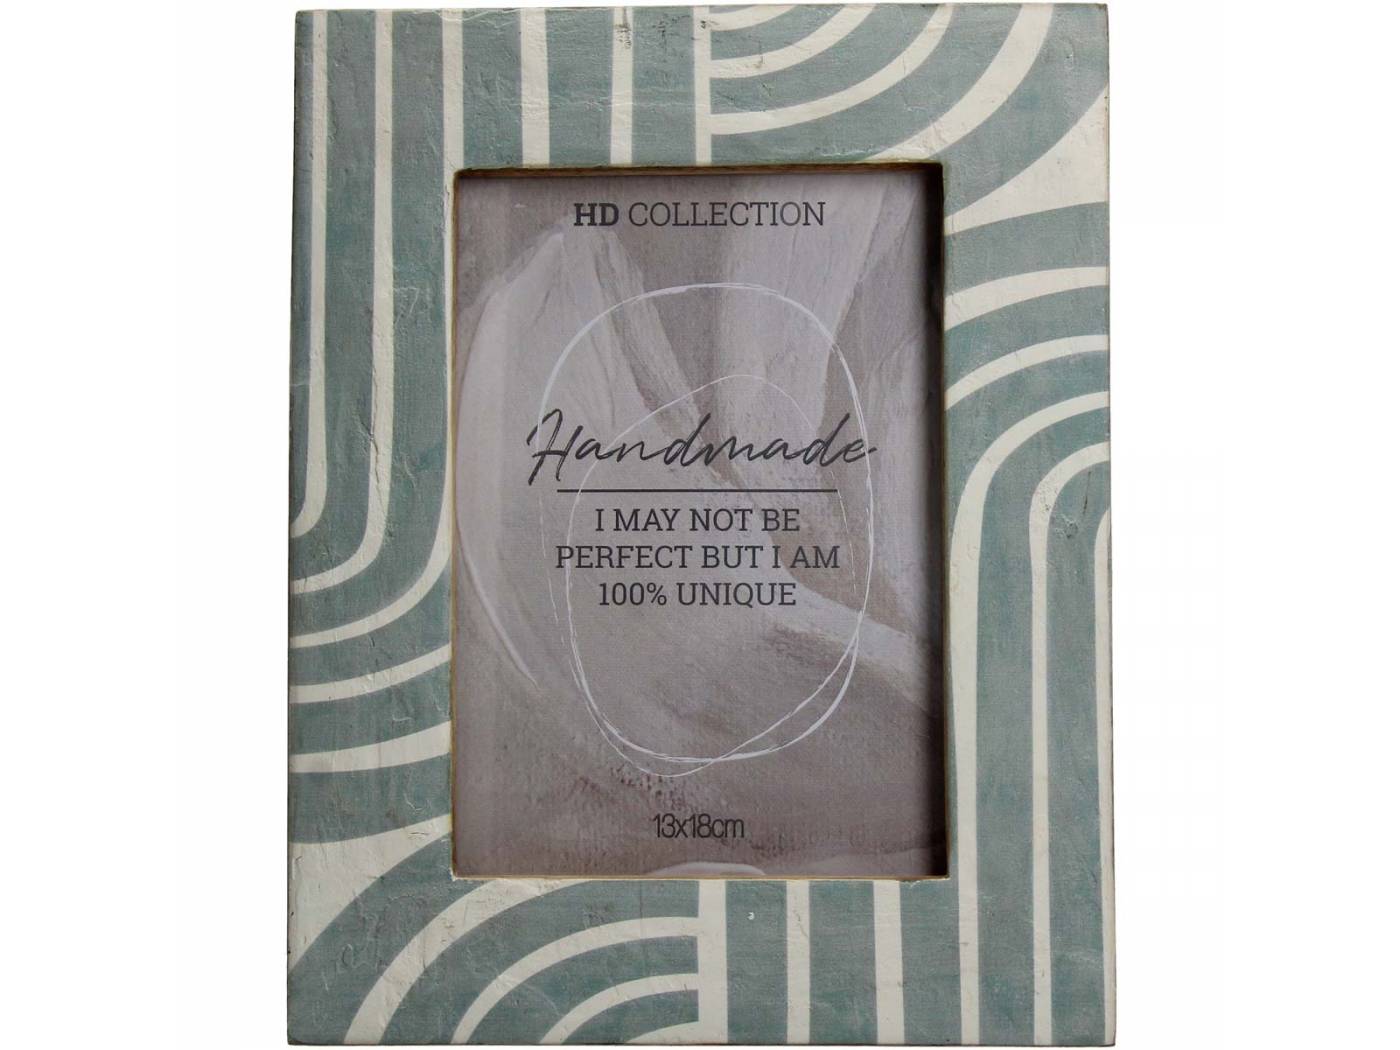 HD COLLECTION
Handmade
I MAY NOT BE
PERFECT BUT I AM
100% UNIQUE
13x18cm